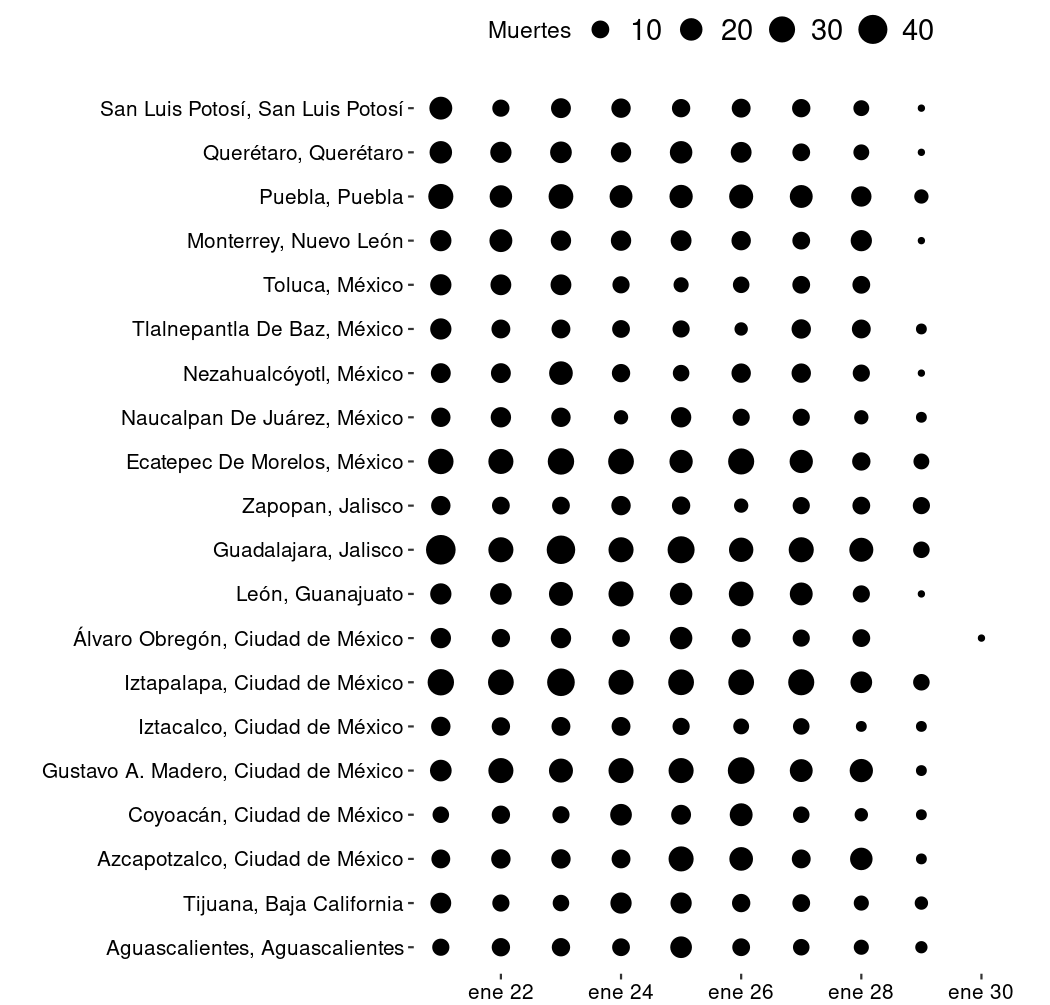 Muertes 10 20 30 40
San Luis Potosí, San Luis Potosí
Querétaro, Querétaro
Puebla, Puebla
Monterrey, Nuevo León
Toluca, México
Tlalnepantla De Baz, México
Nezahualcóyotl, México
Naucalpan De Juárez, México
Ecatepec De Morelos, México
Zapopan, Jalisco
Guadalajara, Jalisco
León, Guanajuato
Álvaro Obregón, Ciudad de México
Iztapalapa, Ciudad de México
Iztacalco, Ciudad de México
Gustavo A. Madero, Ciudad de México
Coyoacán, Ciudad de México
Azcapotzalco, Ciudad de México
Tijuana, Baja California
Aguascalientes, Aguascalientes
ene 22 ene 24 ene 26 ene 28 ene 30